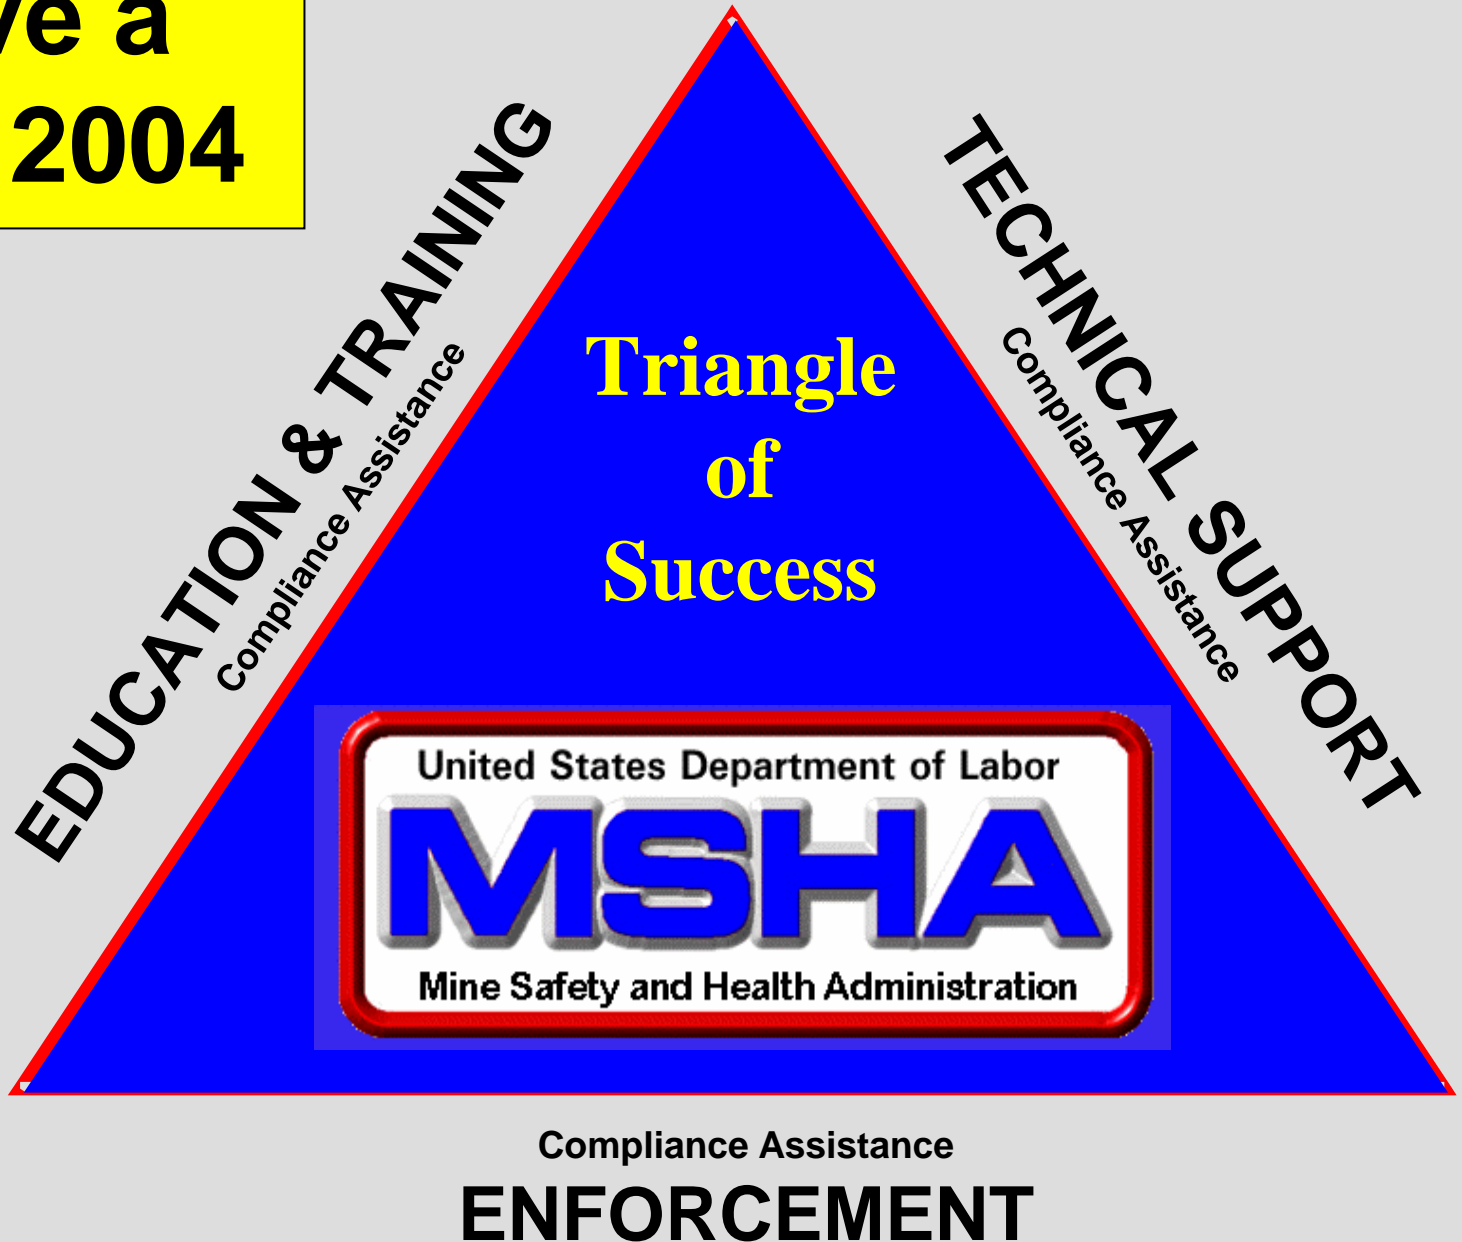 ve a
2004
EDUCATION & TRAINING
Compliance Assistance
TECHNICAL SUPPORT
Compliance Assistance
Triangle
of
Success
United States Department of Labor
MSHA
Mine Safety and Health Administration
Compliance Assistance
ENFORCEMENT